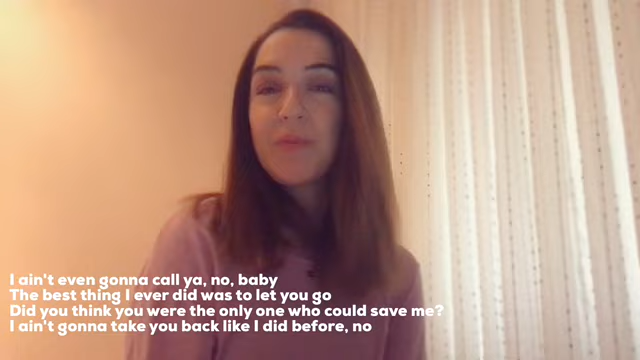 I ain't even gonna call ya, no, baby
The best thing I ever did was to let you go
Did you think you were the only one who could save me?
I ain't gonna take you back like I did before, no